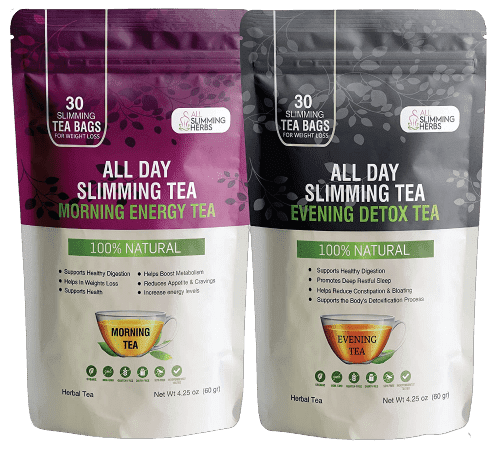 30
SLIMMING
TEA BAGS
FOR WEIGHT LOSS
ALL
SLIMMING
HERBS
ALL DAY
SLIMMING TEA
MORNING ENERGY TEA
100% NATURAL
• Supports Healthy Digestion
• Helps In Weights Loss
• Supports Health
• Helps Boost Metabolism
• Reduces Appetite & Cravings
• Increase energy levels
MORNING
TEA
Herbal Tea
Net Wt 4.25 oz (60 gr)
30
SLIMMING
TEA BAGS
FOR WEIGHT LOSS
ALL
SLIMMING
HERBS
ALL DAY
SLIMMING TEA
EVENING DETOX TEA
100% NATURAL
• Supports Healthy Digestion
• Promotes Deep Restful Sleep
• Helps Reduce Constipation & Bloating
• Supports the Body's Detoxification Process
EVENING
TEA
Herbal Tea
Net Wt 4.25 oz (60 gr)